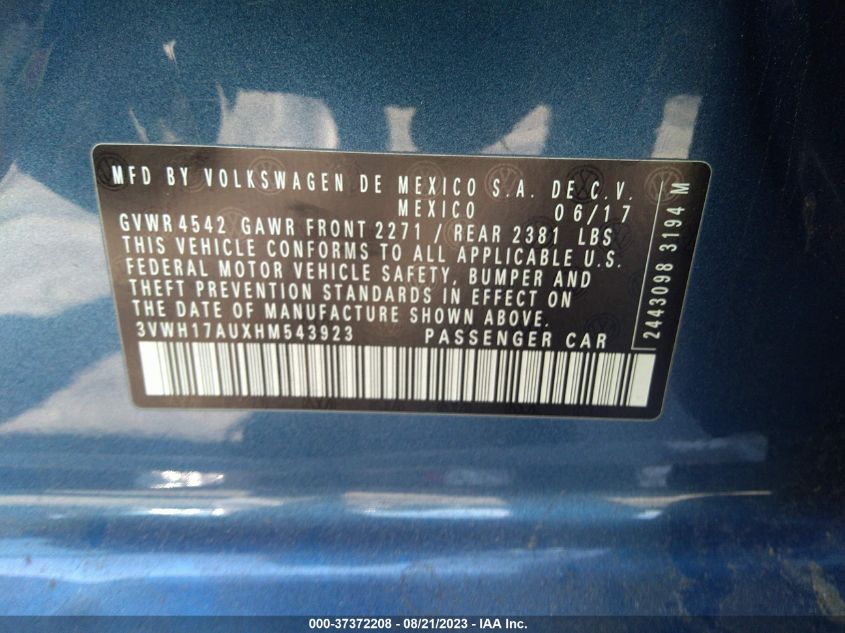 MFD BY VOLKSWAGEN DE MEXICO S.A. DE C.V.
MEXICO 06/17
GVWR 4542 GAWR FRONT 2271 / REAR 2381 LBS
THIS VEHICLE CONFORMS TO ALL APPLICABLE U.S.
FEDERAL MOTOR VEHICLE SAFETY, BUMPER AND
THEFT PREVENTION STANDARDS IN EFFECT ON
THE DATE OF MANUFACTURE SHOWN ABOVE.
3VWH17AUXHM543923 PASSENGER CAR
2443098 3194 M
000-37372208 - 08/21/2023 - IAA Inc.